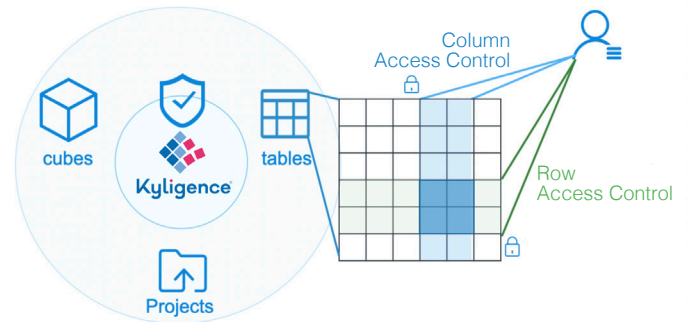 Column
Access Control
cubes
Kyligence
tables
Row
Access Control
Projects